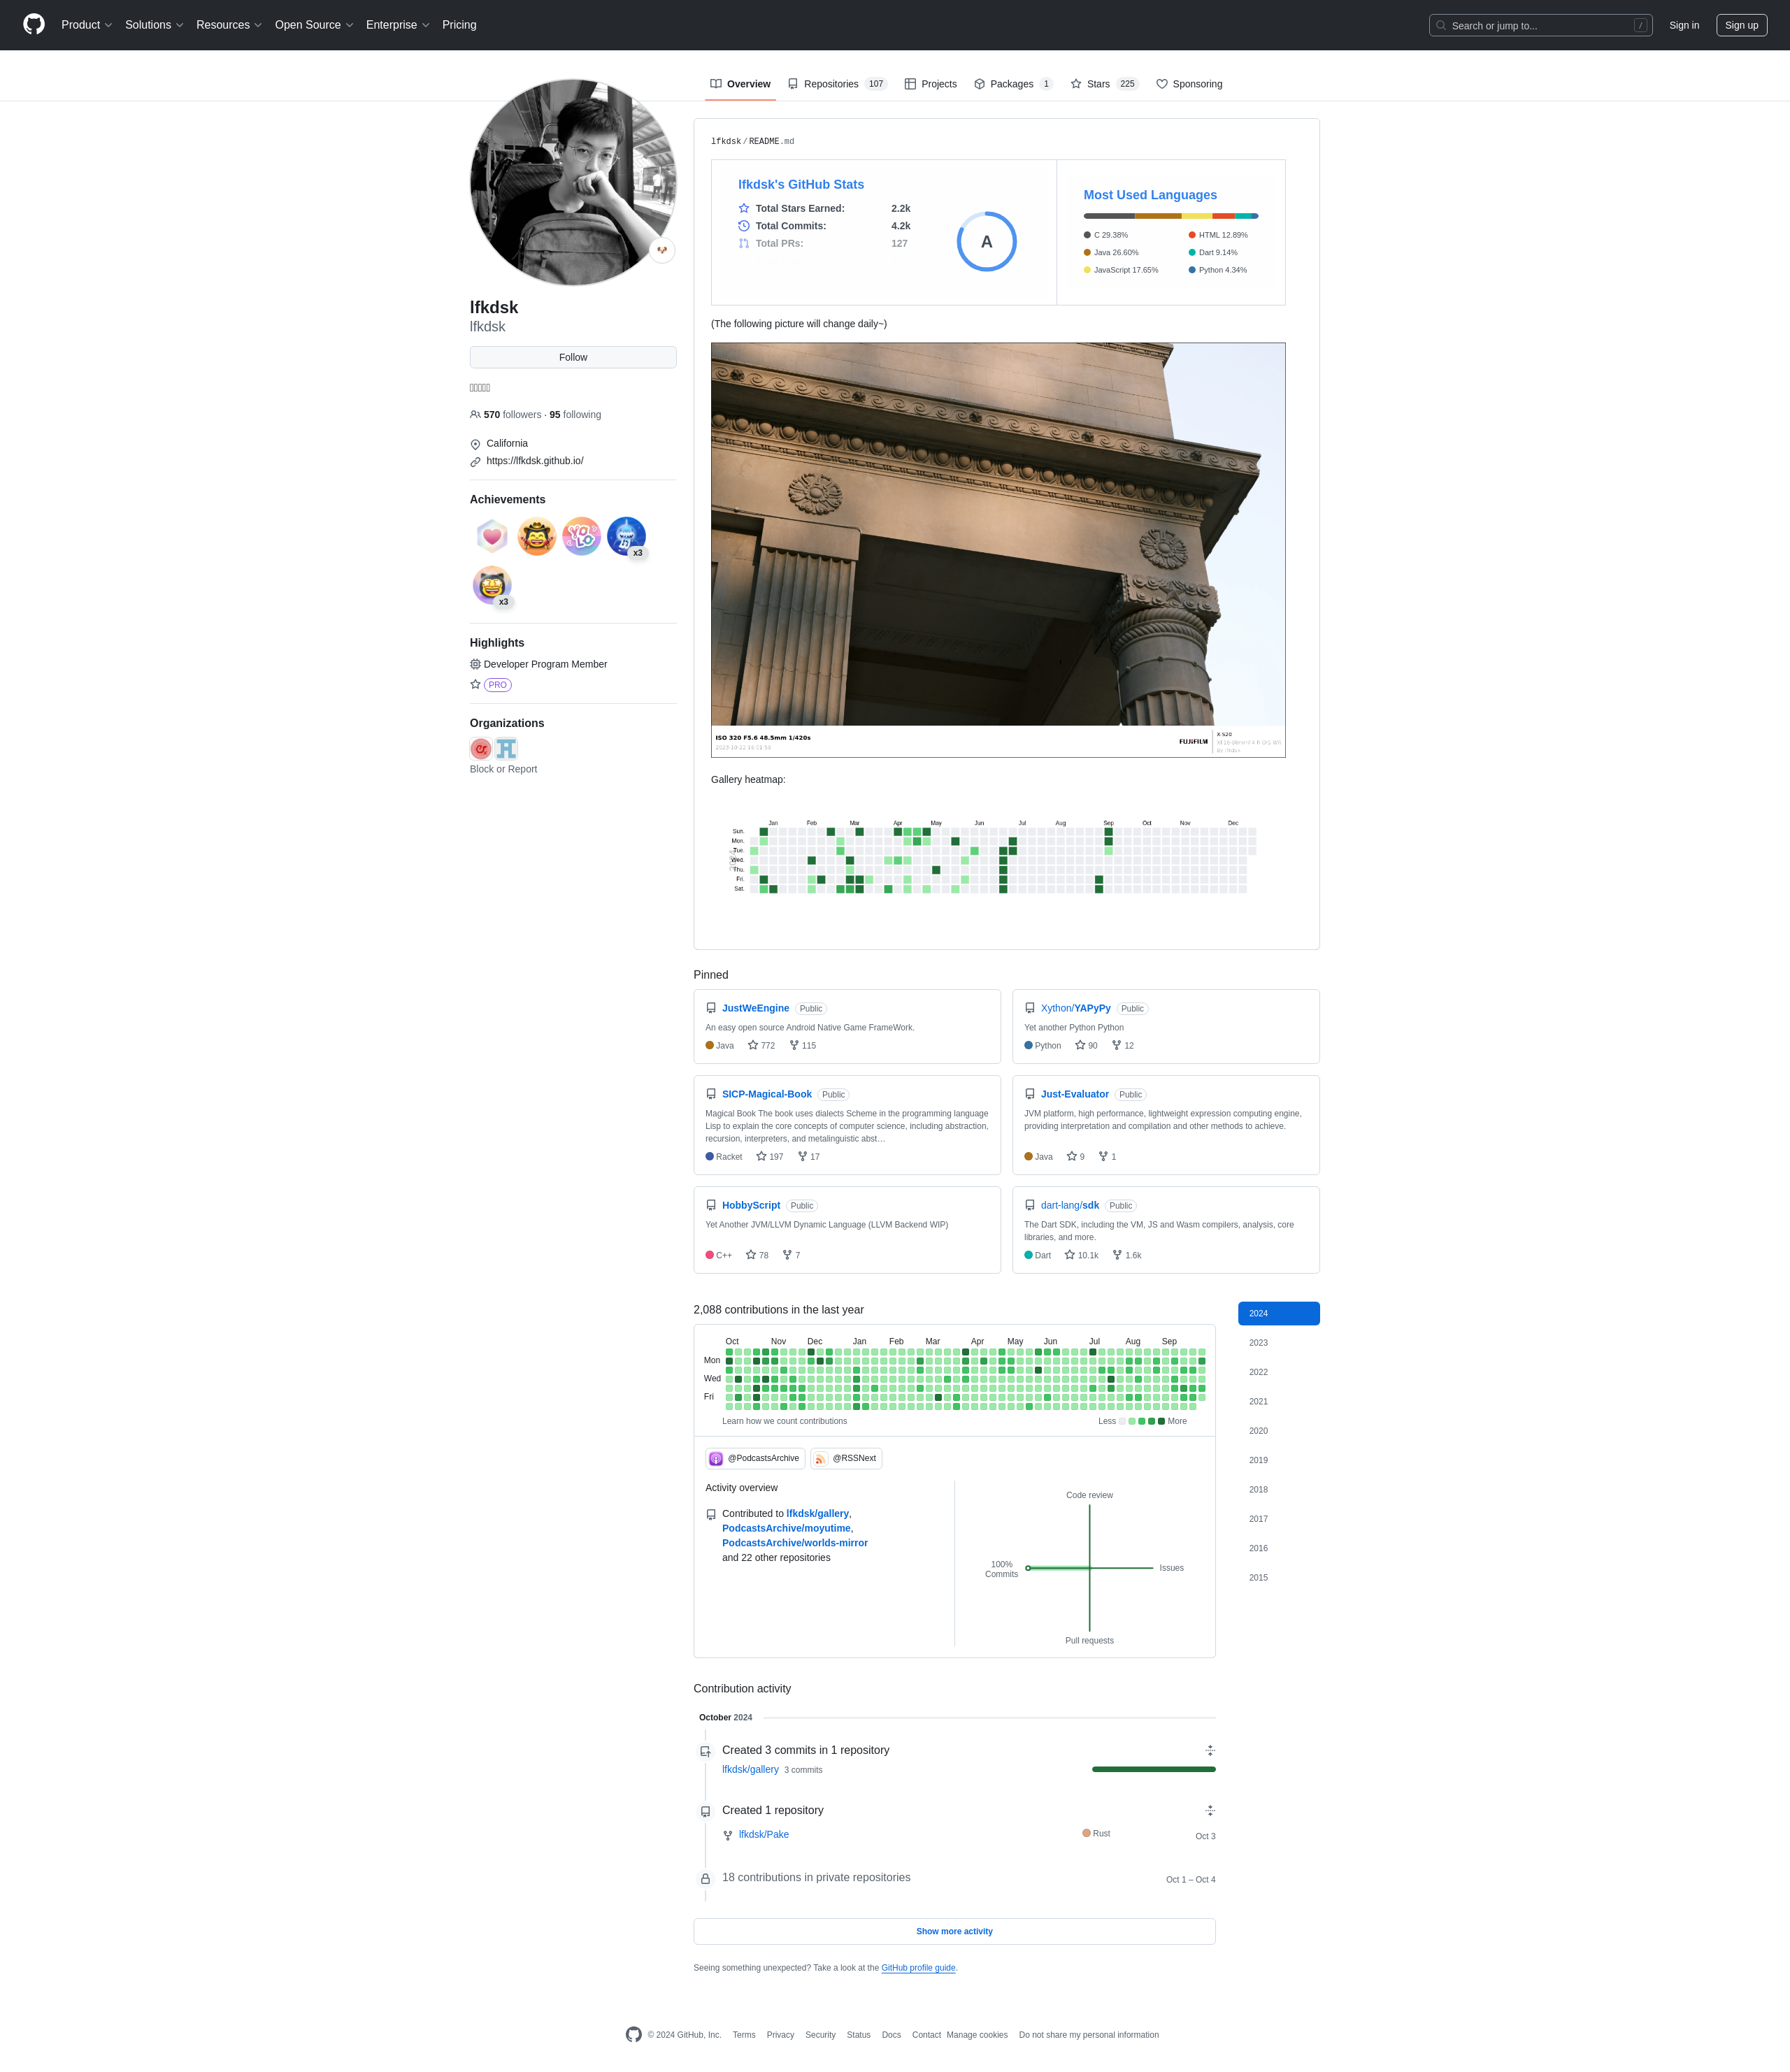 Product Solutions Resources Open Source Enterprise Pricing
Search or jump to... /
Sign in
Sign up
Overview
Repositories 107
Projects
Packages 1
Stars 225
Sponsoring
lfkdsk
lfkdsk
Follow
570 followers · 95 following
California
https://lfkdsk.github.io/
Achievements
YOLO
x3
x3
Highlights
Developer Program Member
PRO
Organizations
Block or Report
lfkdsk / README.md
lfkdsk's GitHub Stats
Total Stars Earned: 2.2k
Total Commits: 4.2k
Total PRs: 127
A
Most Used Languages
C 29.38%
Java 26.60%
JavaScript 17.65%
HTML 12.89%
Dart 9.14%
Python 4.34%
(The following picture will change daily~)
ISO 320 F5.6 48.5mm 1/420s
FUJIFILM
X-S20
Gallery heatmap:
Jan Feb Mar Apr May Jun Jul Aug Sep Oct Nov Dec
Sun.
Mon.
Tue.
Wed.
Thu.
Fri.
Sat.
Pinned
JustWeEngine Public
An easy open source Android Native Game FrameWork.
Java 772 115
Xython/YAPyPy Public
Yet another Python Python
Python 90 12
SICP-Magical-Book Public
Magical Book The book uses dialects Scheme in the programming language
Lisp to explain the core concepts of computer science, including abstraction,
recursion, interpreters, and metalinguistic abst…
Racket 197 17
Just-Evaluator Public
JVM platform, high performance, lightweight expression computing engine,
providing interpretation and compilation and other methods to achieve.
Java 9 1
HobbyScript Public
Yet Another JVM/LLVM Dynamic Language (LLVM Backend WIP)
C++ 78 7
dart-lang/sdk Public
The Dart SDK, including the VM, JS and Wasm compilers, analysis, core
libraries, and more.
Dart 10.1k 1.6k
2,088 contributions in the last year
Oct Nov Dec Jan Feb Mar Apr May Jun Jul Aug Sep
Mon
Wed
Fri
Learn how we count contributions
Less More
@PodcastsArchive
@RSSNext
Activity overview
Contributed to lfkdsk/gallery,
PodcastsArchive/moyutime,
PodcastsArchive/worlds-mirror
and 22 other repositories
Code review
100%
Commits
Issues
Pull requests
2024
2023
2022
2021
2020
2019
2018
2017
2016
2015
Contribution activity
October 2024
Created 3 commits in 1 repository
lfkdsk/gallery 3 commits
Created 1 repository
lfkdsk/Pake Rust Oct 3
18 contributions in private repositories Oct 1 – Oct 4
Show more activity
Seeing something unexpected? Take a look at the GitHub profile guide.
© 2024 GitHub, Inc. Terms Privacy Security Status Docs Contact Manage cookies Do not share my personal information